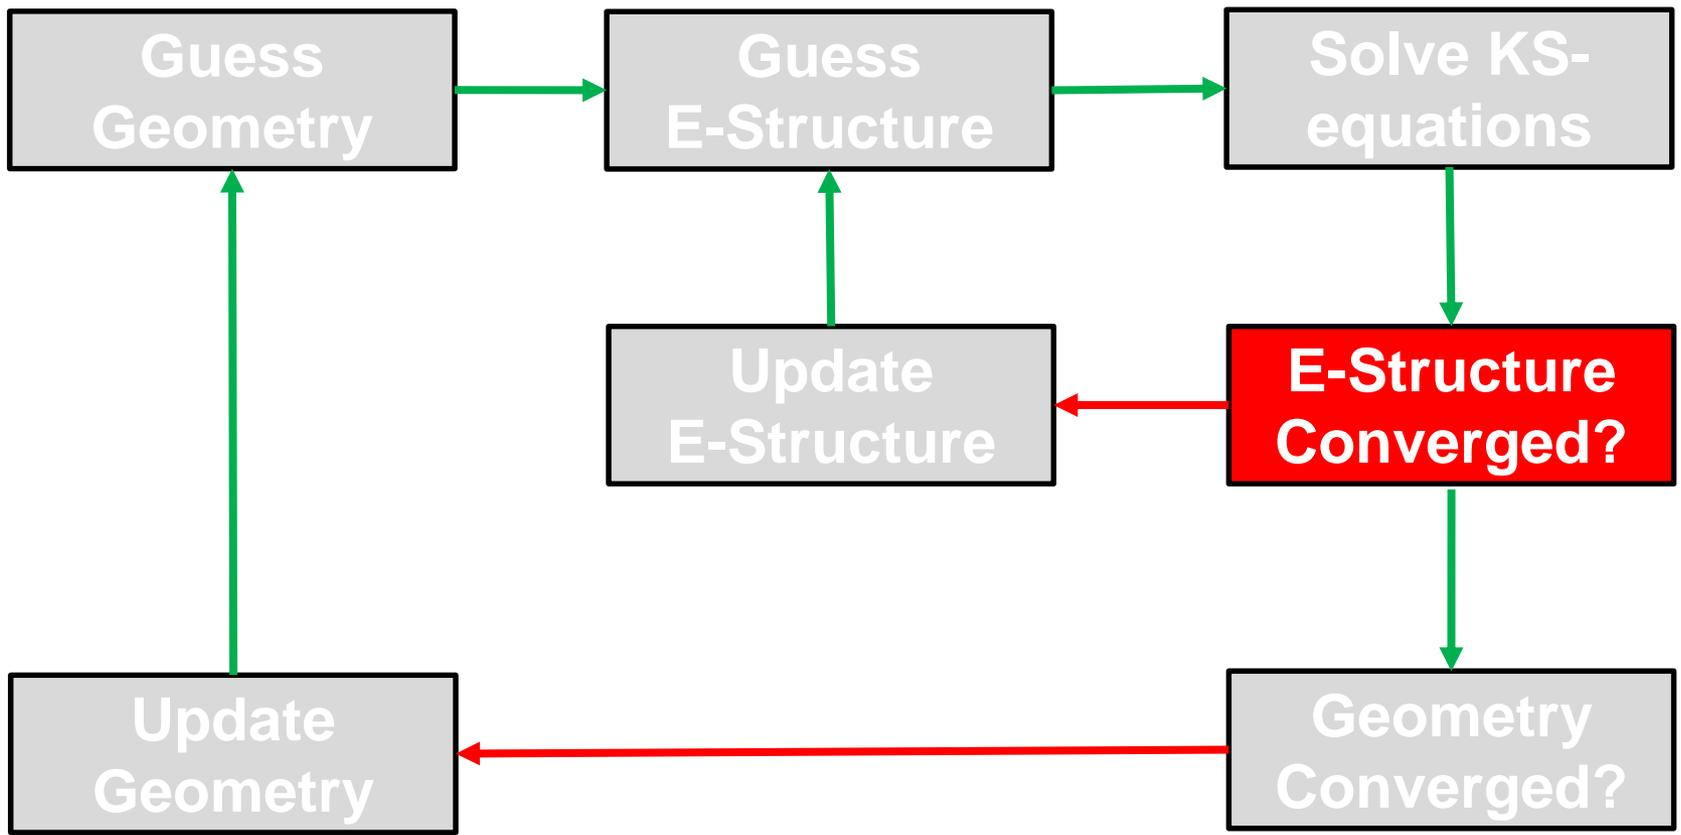 Guess
Geometry
Guess
E-Structure
Solve KS-
equations
Update
E-Structure
E-Structure
Converged?
Update
Geometry
Geometry
Converged?